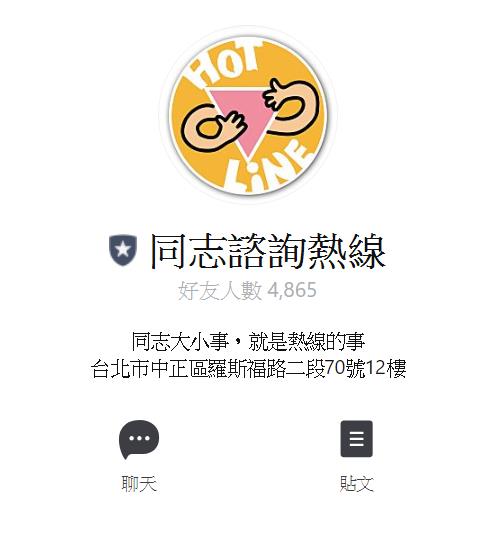 HOT
LINE
同志諮詢熱線
好友人數 4,865
同志大小事，就是熱線的事
台北市中正區羅斯福路二段70號12樓
聊天
貼文